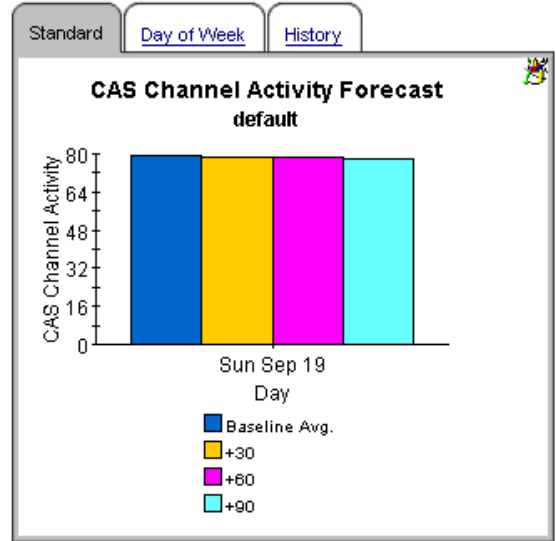 Standard
Day of Week
History
CAS Channel Activity Forecast
default
CAS Channel Activity
80
64
48
32
16
0
Sun Sep 19
Day
Baseline Avg.
+30
+60
+90